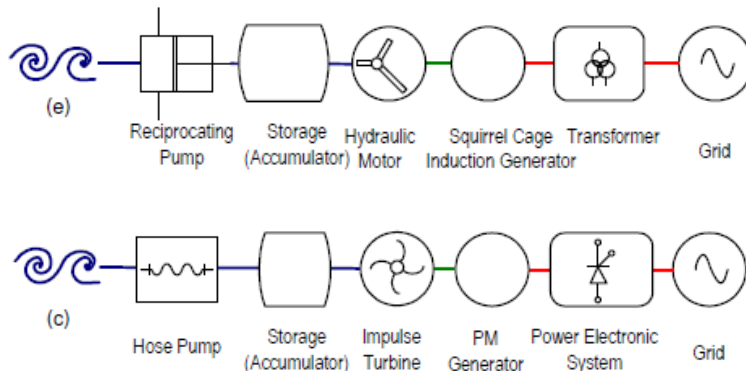 (e)
Reciprocating Storage Hydraulic Squirrel Cage Transformer
Pump (Accumulator) Motor Induction Generator Grid
(c)
Hose Pump Storage Impulse PM Power Electronic
(Accumulator) Turbine Generator System Grid